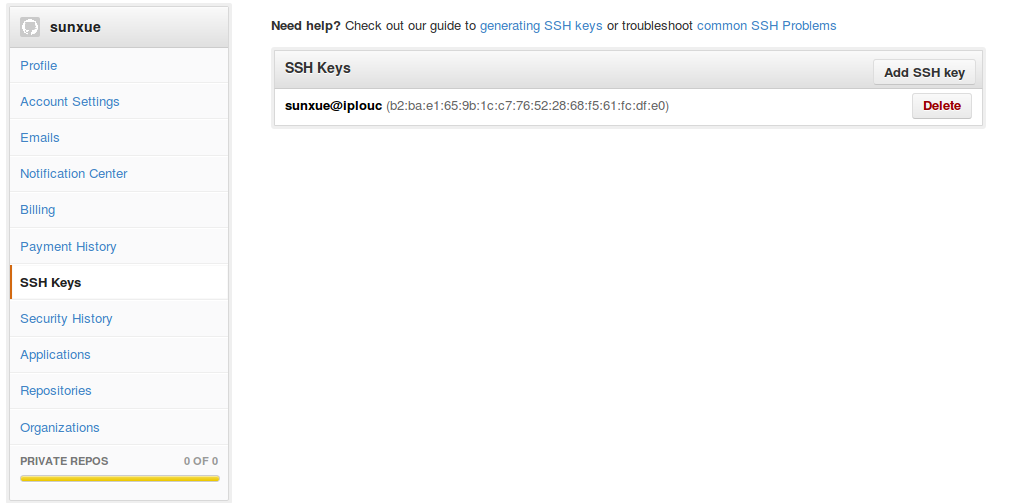 sunxue
Profile
Account Settings
Emails
Notification Center
Billing
Payment History
SSH Keys
Security History
Applications
Repositories
Organizations
PRIVATE REPOS 0 OF 0
Need help? Check out our guide to generating SSH keys or troubleshoot common SSH Problems
SSH Keys Add SSH key
sunxue@iplouc (b2:ba:e1:65:9b:1c:c7:76:52:28:68:f5:61:fc:df:e0) Delete